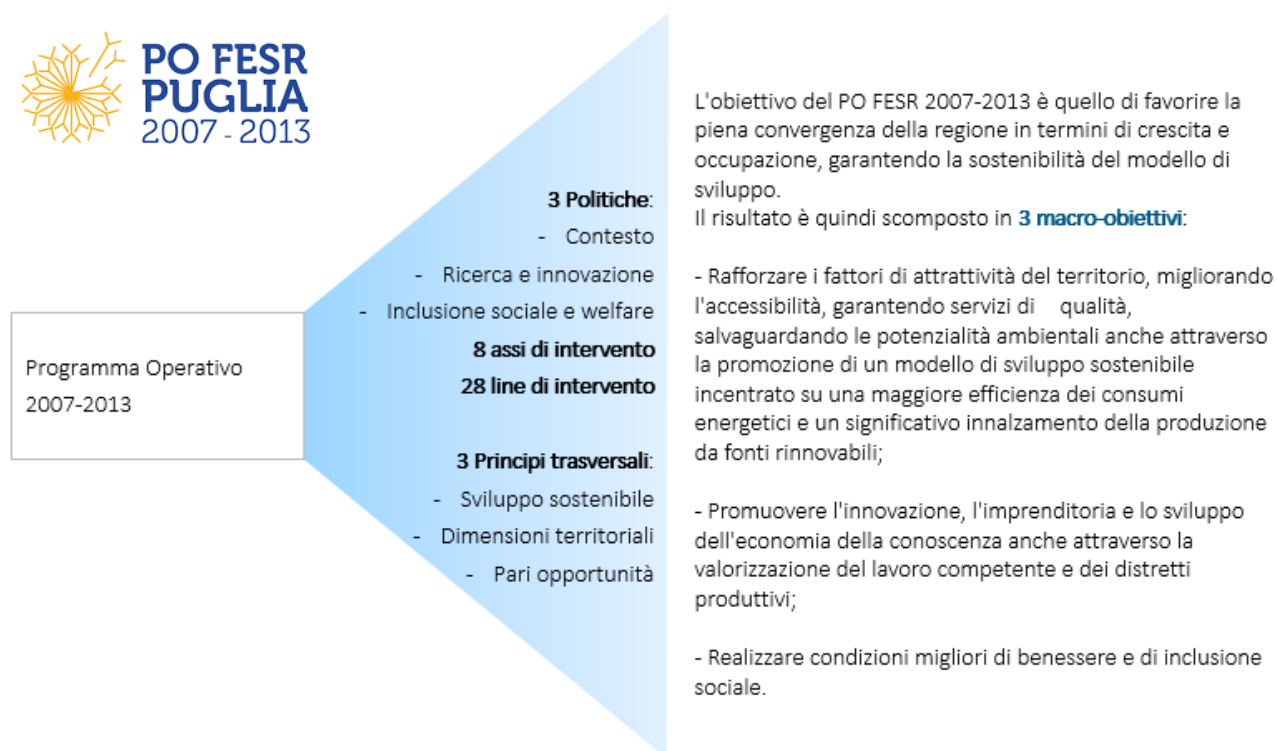 PO FESR
PUGLIA
2007 - 2013
Programma Operativo
2007-2013
3 Politiche:
- Contesto
- Ricerca e innovazione
- Inclusione sociale e welfare
8 assi di intervento
28 line di intervento
3 Principi trasversali:
- Sviluppo sostenibile
- Dimensioni territoriali
- Pari opportunità
L'obiettivo del PO FESR 2007-2013 è quello di favorire la
piena convergenza della regione in termini di crescita e
occupazione, garantendo la sostenibilità del modello di
sviluppo.
Il risultato è quindi scomposto in 3 macro-obiettivi:
- Rafforzare i fattori di attrattività del territorio, migliorando
l'accessibilità, garantendo servizi di qualità,
salvaguardando le potenzialità ambientali anche attraverso
la promozione di un modello di sviluppo sostenibile
incentrato su una maggiore efficienza dei consumi
energetici e un significativo innalzamento della produzione
da fonti rinnovabili;
- Promuovere l'innovazione, l'imprenditoria e lo sviluppo
dell'economia della conoscenza anche attraverso la
valorizzazione del lavoro competente e dei distretti
produttivi;
- Realizzare condizioni migliori di benessere e di inclusione
sociale.